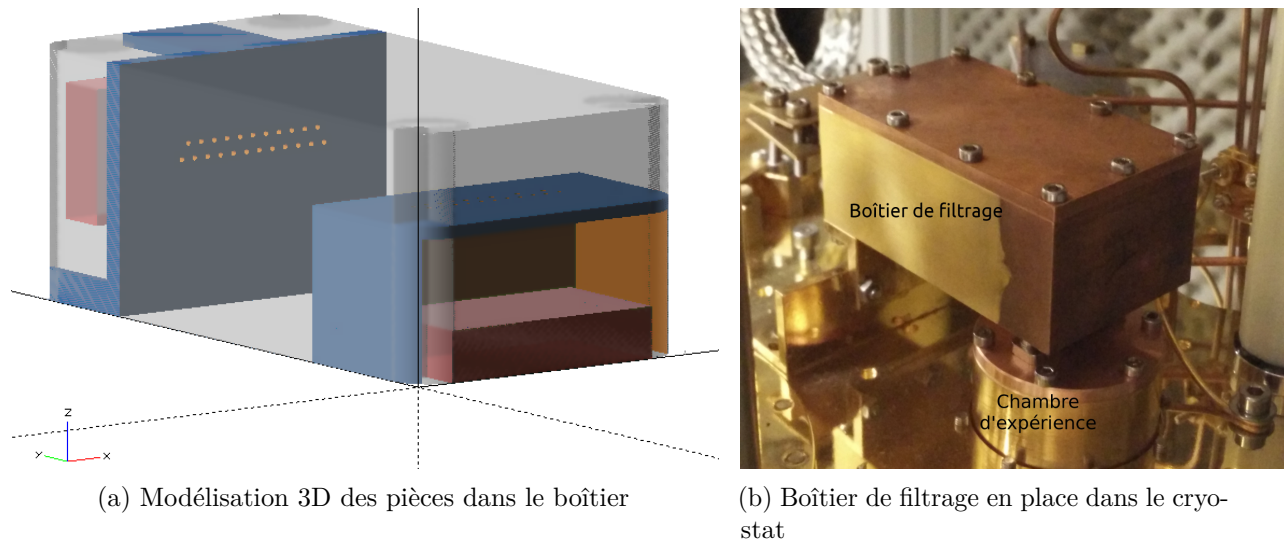 z
y
x
Boîtier de filtrage
Chambre
d'expérience
(a) Modélisation 3D des pièces dans le boîtier
(b) Boîtier de filtrage en place dans le cryo-
stat